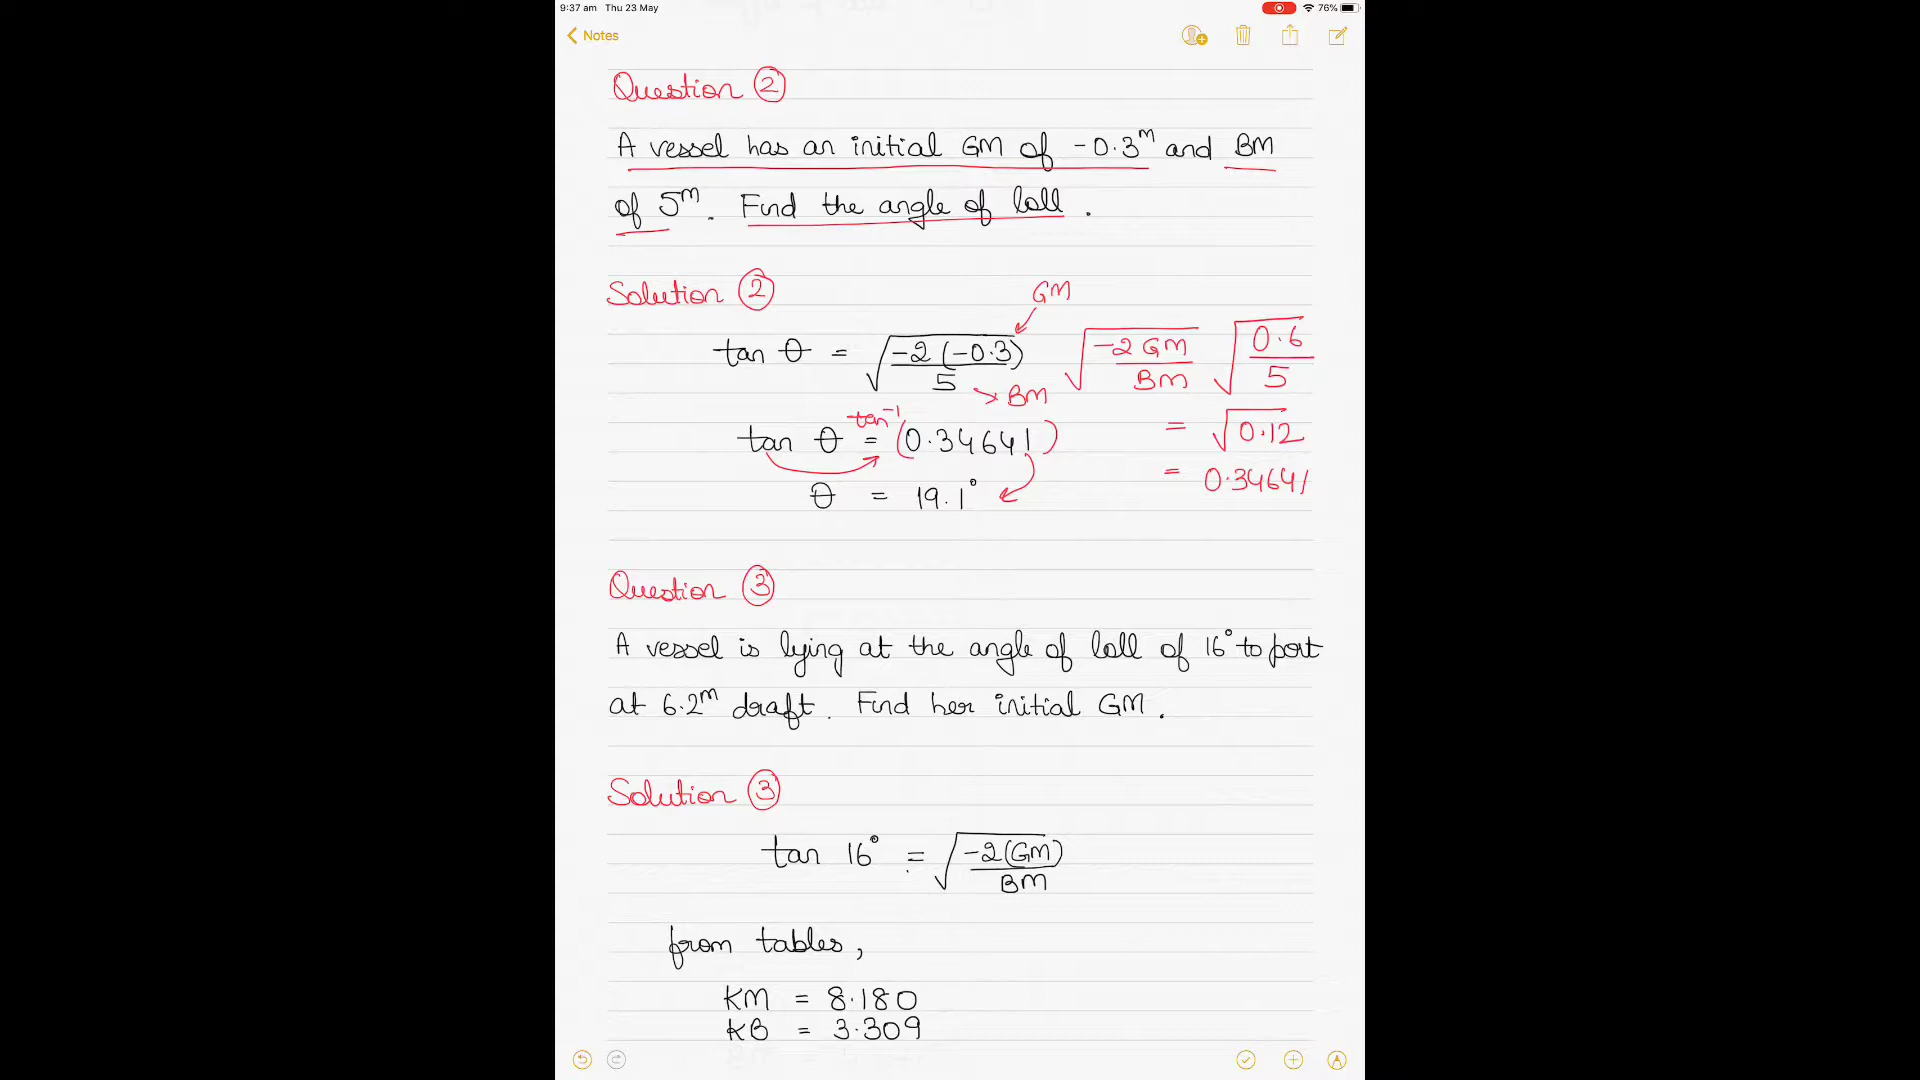 9:37 am Thu 23 May 76%
Notes
Question 2
A vessel has an initial GM of -0.3m and BM
of 5m. Find the angle of loll.
Solution 2
GM
tan θ = √(-2(-0.3)/5) √(-2 GM/BM) √(0.6/5)
BM
tan⁻¹
tan θ = (0.34641) = √0.12
= 0.34641
θ = 19.1°
Question 3
A vessel is lying at the angle of loll of 16° to port
at 6.2m draft. Find her initial GM.
Solution 3
tan 16° = √(-2(GM)/BM)
from tables,
KM = 8.180
KB = 3.309